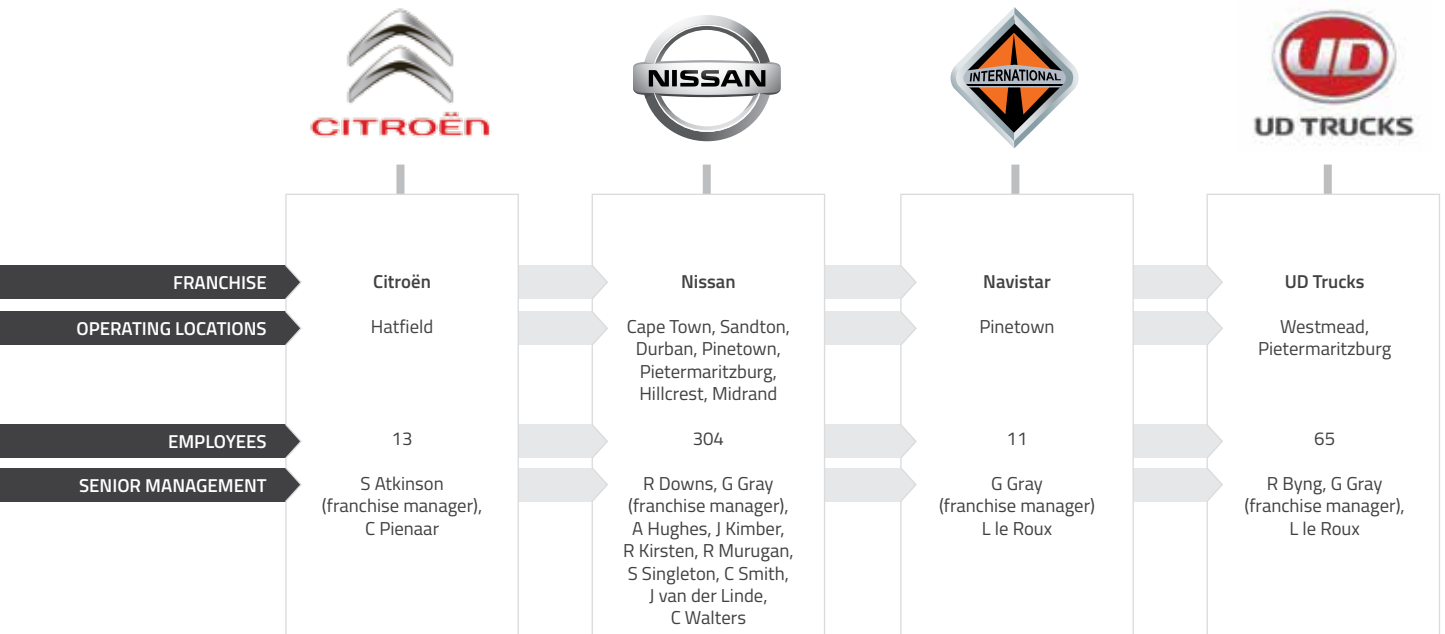 CITROËN
NISSAN
INTERNATIONAL
UD
UD TRUCKS
FRANCHISE
Citroën
Nissan
Navistar
UD Trucks
OPERATING LOCATIONS
Hatfield
Cape Town, Sandton,
Durban, Pinetown,
Pietermaritzburg,
Hillcrest, Midrand
Pinetown
Westmead,
Pietermaritzburg
EMPLOYEES
13
304
11
65
SENIOR MANAGEMENT
S Atkinson
(franchise manager),
C Pienaar
R Downs, G Gray
(franchise manager),
A Hughes, J Kimber,
R Kirsten, R Murugan,
S Singleton, C Smith,
J van der Linde,
C Walters
G Gray
(franchise manager)
L le Roux
R Byng, G Gray
(franchise manager),
L le Roux